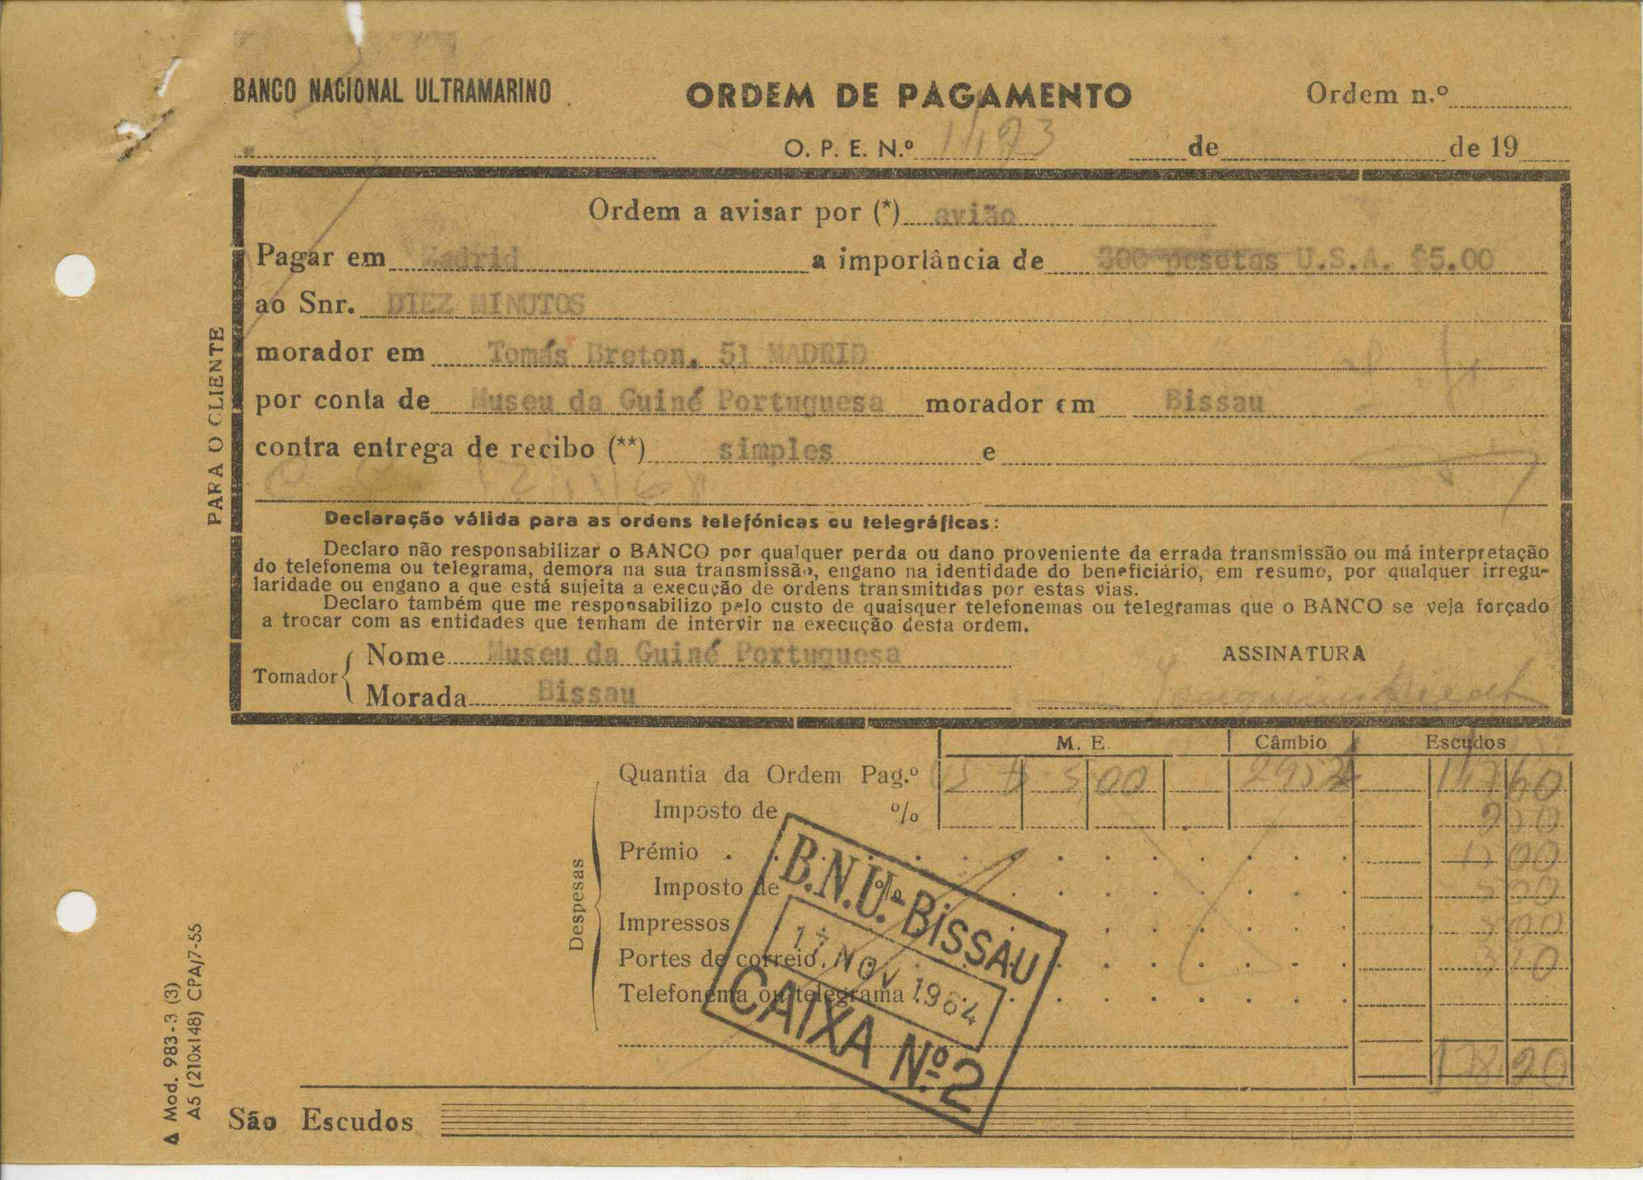 BANCO NACIONAL ULTRAMARINO ORDEM DE PAGAMENTO Ordem n.º
O. P. E. N.º de de 19
Ordem a avisar por (*) avião
Pagar em Madrid a importância de 300 pesetas U.S.A. $5.00
ao Snr. DIEZ MINUTOS
morador em Tomás Breton, 51 MADRID
por conta de Museu da Guiné Portuguesa morador em Bissau
contra entrega de recibo (**) simples e
PARA O CLIENTE
Declaração válida para as ordens telefónicas ou telegráficas:
Declaro não responsabilizar o BANCO por qualquer perda ou dano proveniente da errada transmissão ou má interpretação
do telefonema ou telegrama, demora na sua transmissão, engano na identidade do beneficiário, em resumo, por qualquer irregu-
laridade ou engano a que está sujeita a execução de ordens transmitidas por estas vias.
Declaro também que me responsabilizo pelo custo de quaisquer telefonemas ou telegramas que o BANCO se veja forçado
a trocar com as entidades que tenham de intervir na execução desta ordem.
Tomador
Nome Museu da Guiné Portuguesa ASSINATURA
Morada Bissau
M. E. Câmbio Escudos
Quantia da Ordem Pag.º
Imposto de %
Despesas
Prémio
Imposto de
Impressos
Portes de correio
Telefonema ou telegrama
B.N.U.-BISSAU
17 NOV 1964
CAIXA Nº 2
São Escudos
Mod. 983-3 (3)
A5 (210x148) CPA/7-55